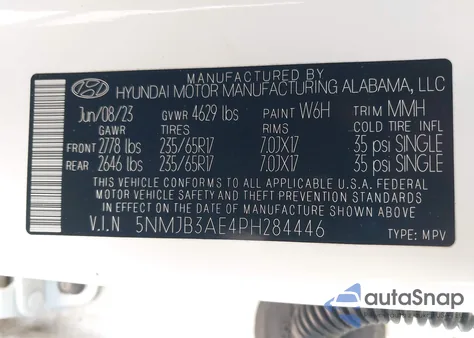 MANUFACTURED BY
HYUNDAI MOTOR MANUFACTURING ALABAMA, LLC
Jun/08/23 GVWR 4629 lbs PAINT W6H TRIM MMH
GAWR TIRES RIMS COLD TIRE INFL
FRONT 2778 lbs 235/65R17 7.0JX17 35 psi SINGLE
REAR 2646 lbs 235/65R17 7.0JX17 35 psi SINGLE
THIS VEHICLE CONFORMS TO ALL APPLICABLE U.S.A. FEDERAL
MOTOR VEHICLE SAFETY AND THEFT PREVENTION STANDARDS
IN EFFECT ON THE DATE OF MANUFACTURE SHOWN ABOVE.
V.I.N 5NMJB3AE4PH284446
TYPE: MPV
autoSnap